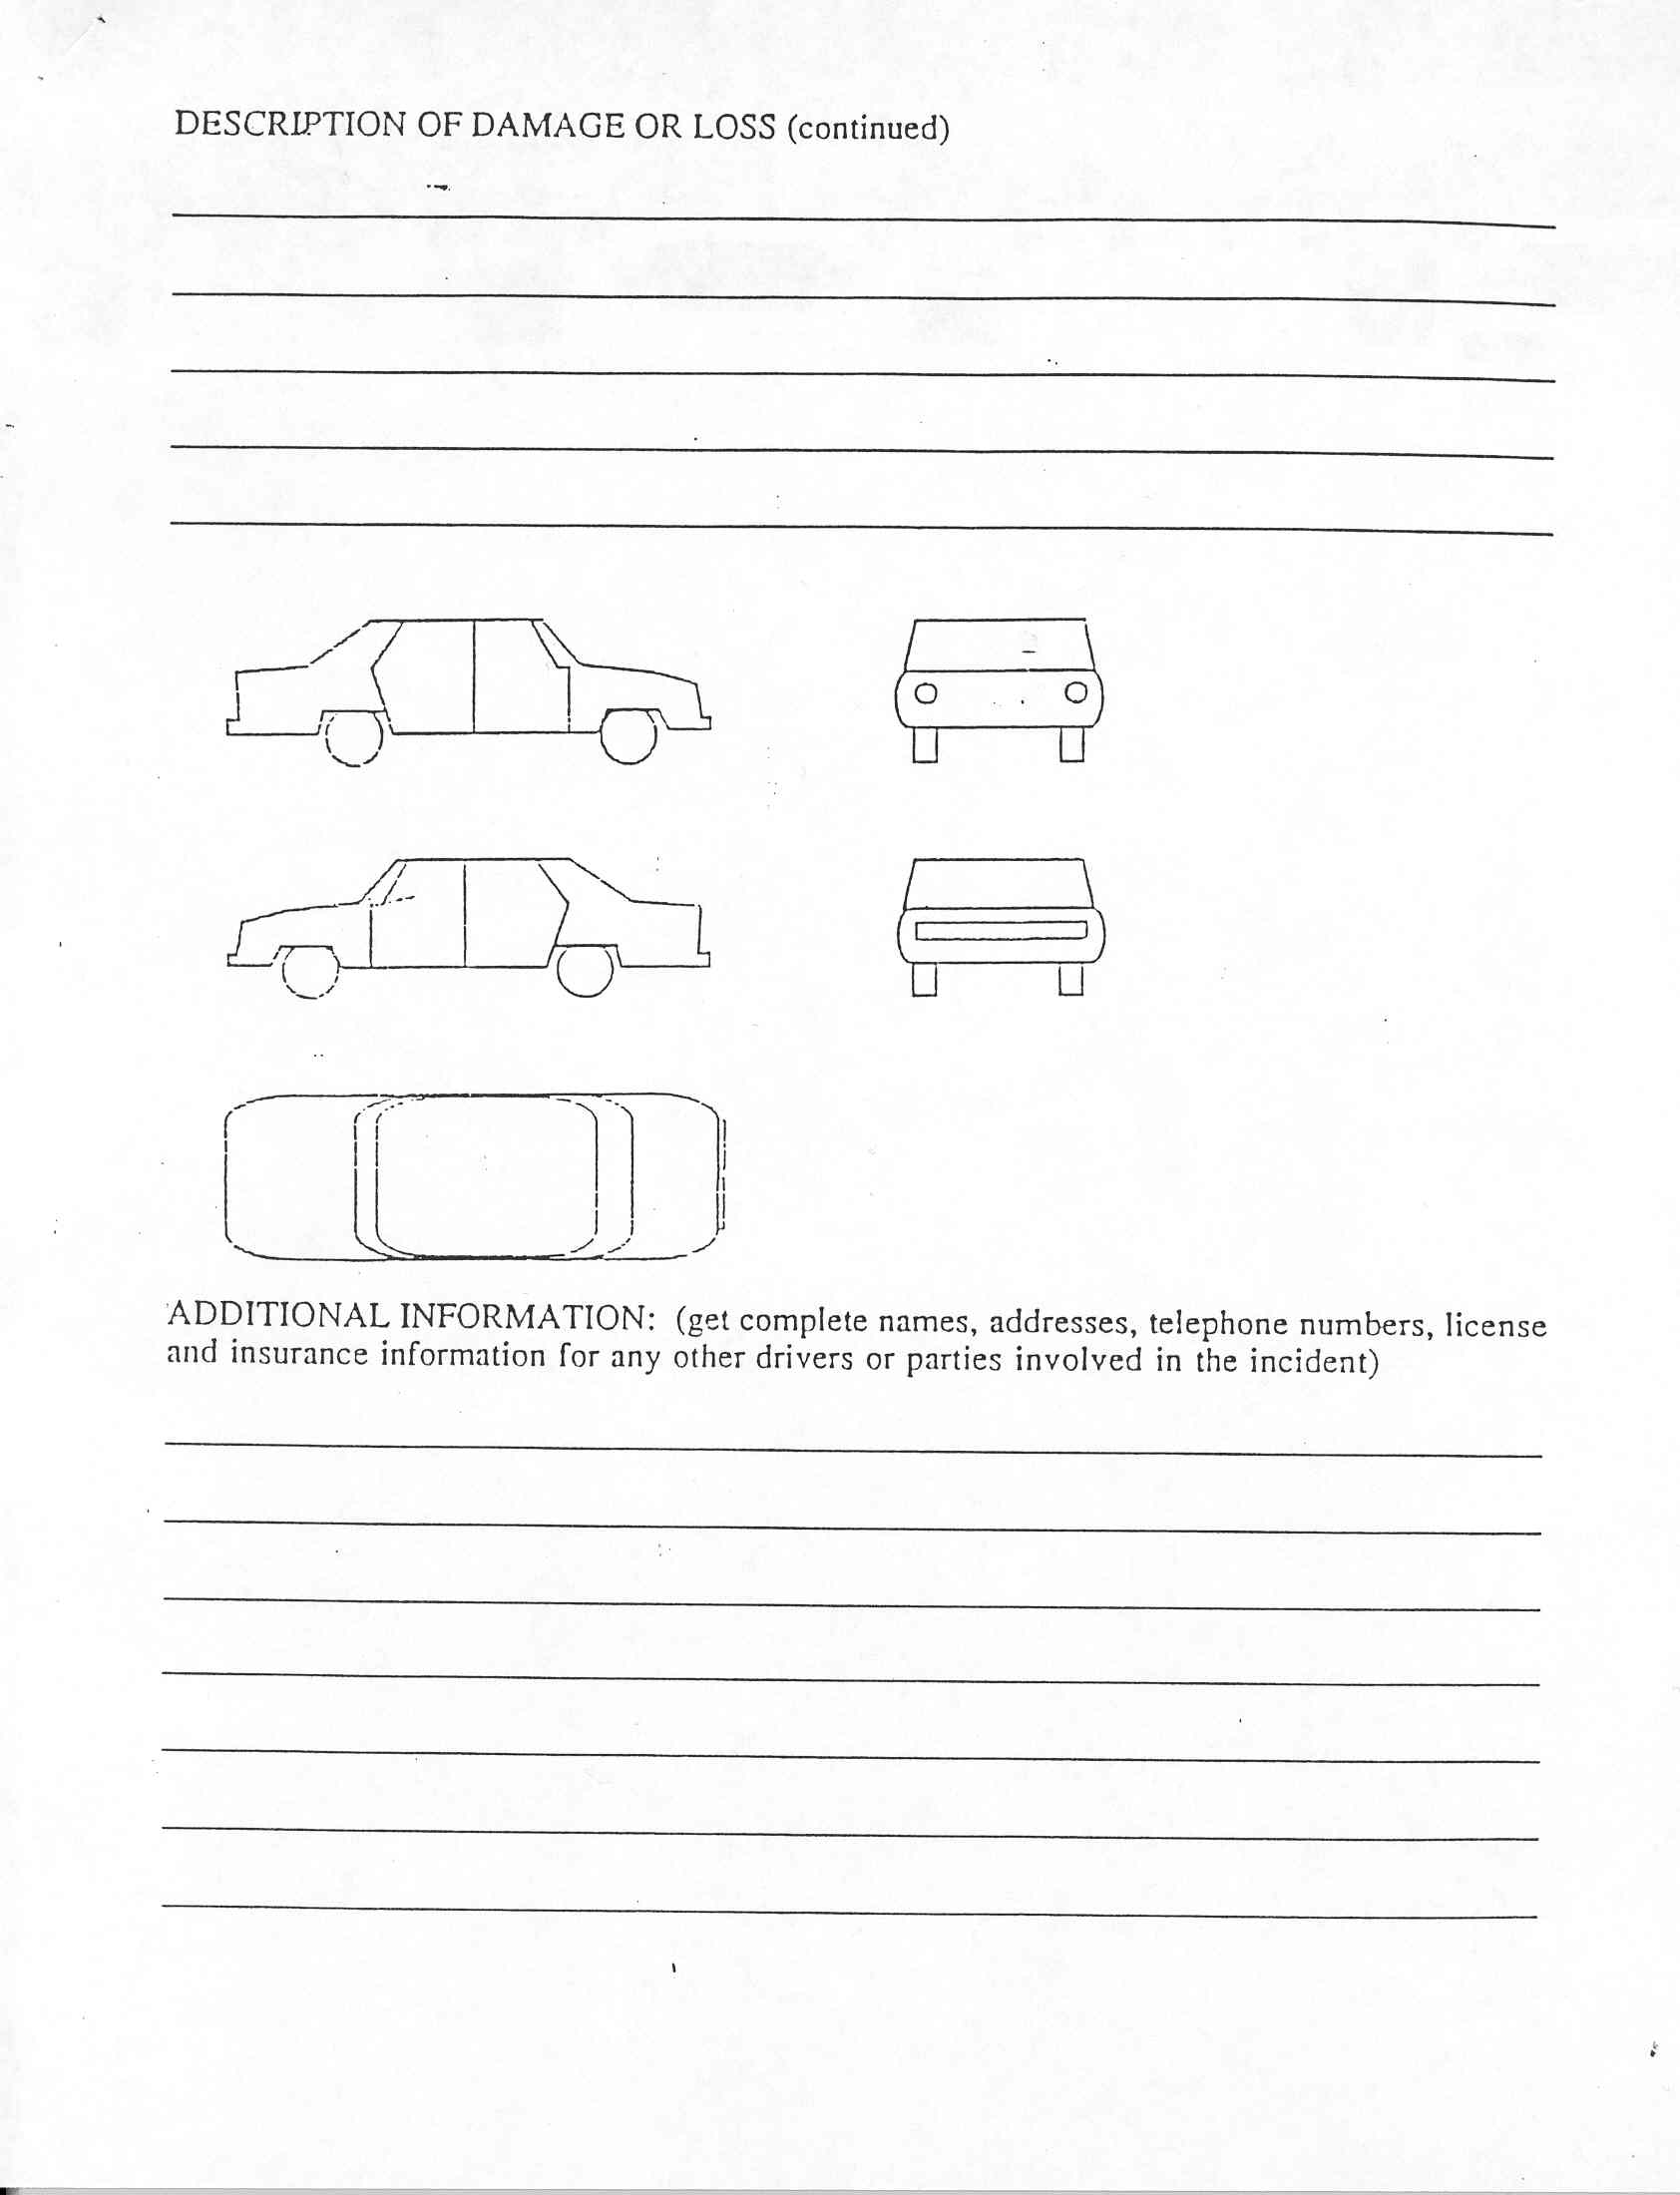 DESCRIPTION OF DAMAGE OR LOSS (continued)
ADDITIONAL INFORMATION: (get complete names, addresses, telephone numbers, license
and insurance information for any other drivers or parties involved in the incident)